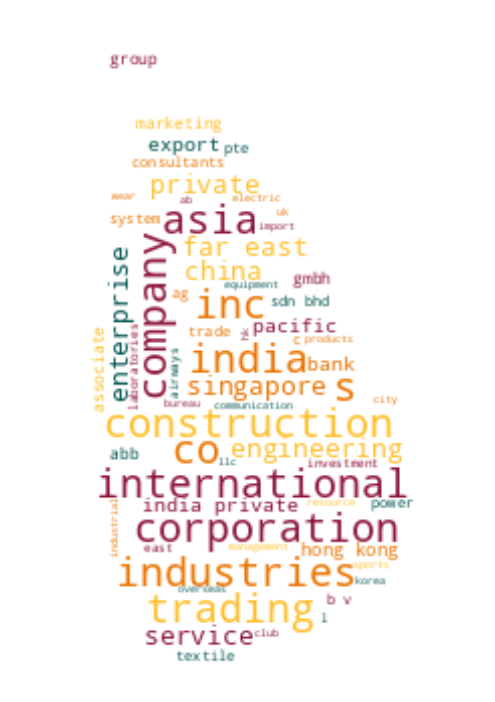 group
marketing
export pte
consultants
private
wear ab electric
system asia uk
import
company far east
enterprise china
equipment gmbh
ag inc sdn bhd
trade pacific
hk c products
associate laboratories airways india bank
singapore s
bureau communication city
construction
abb co engineering
llc investment
international
industrial india private resource power
corporation
east management hong kong
industries sports
overseas korea
trading b v
l
service club
textile